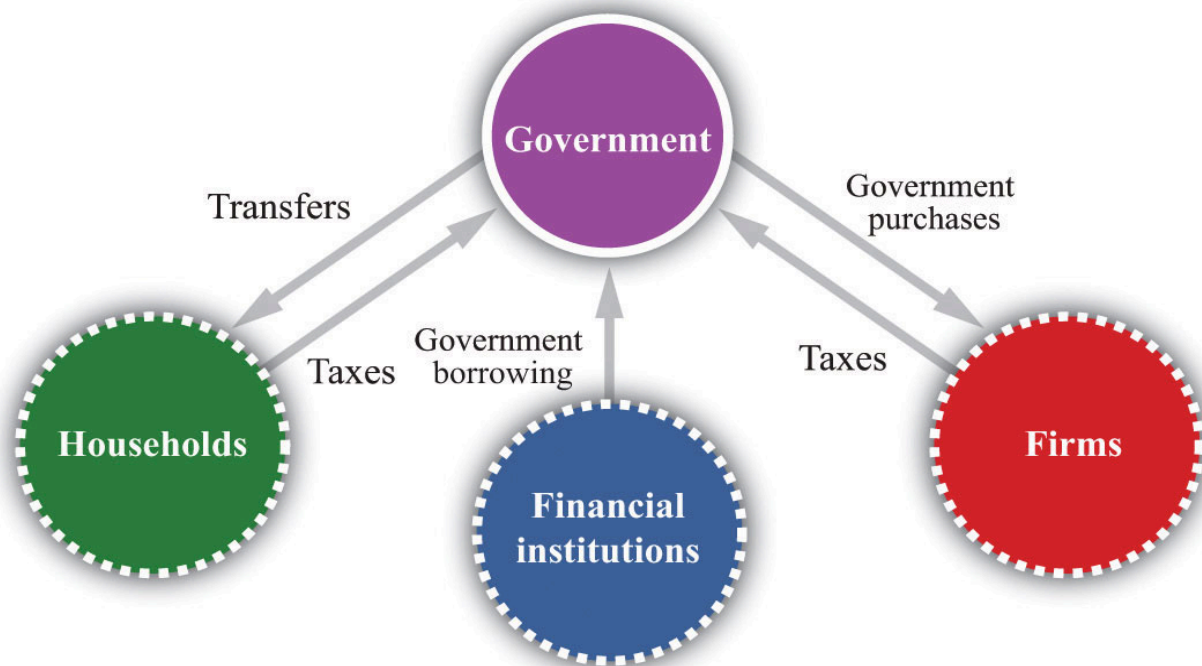 Government
Government
purchases
Transfers
Government
borrowing
Taxes
Taxes
Households
Firms
Financial
institutions